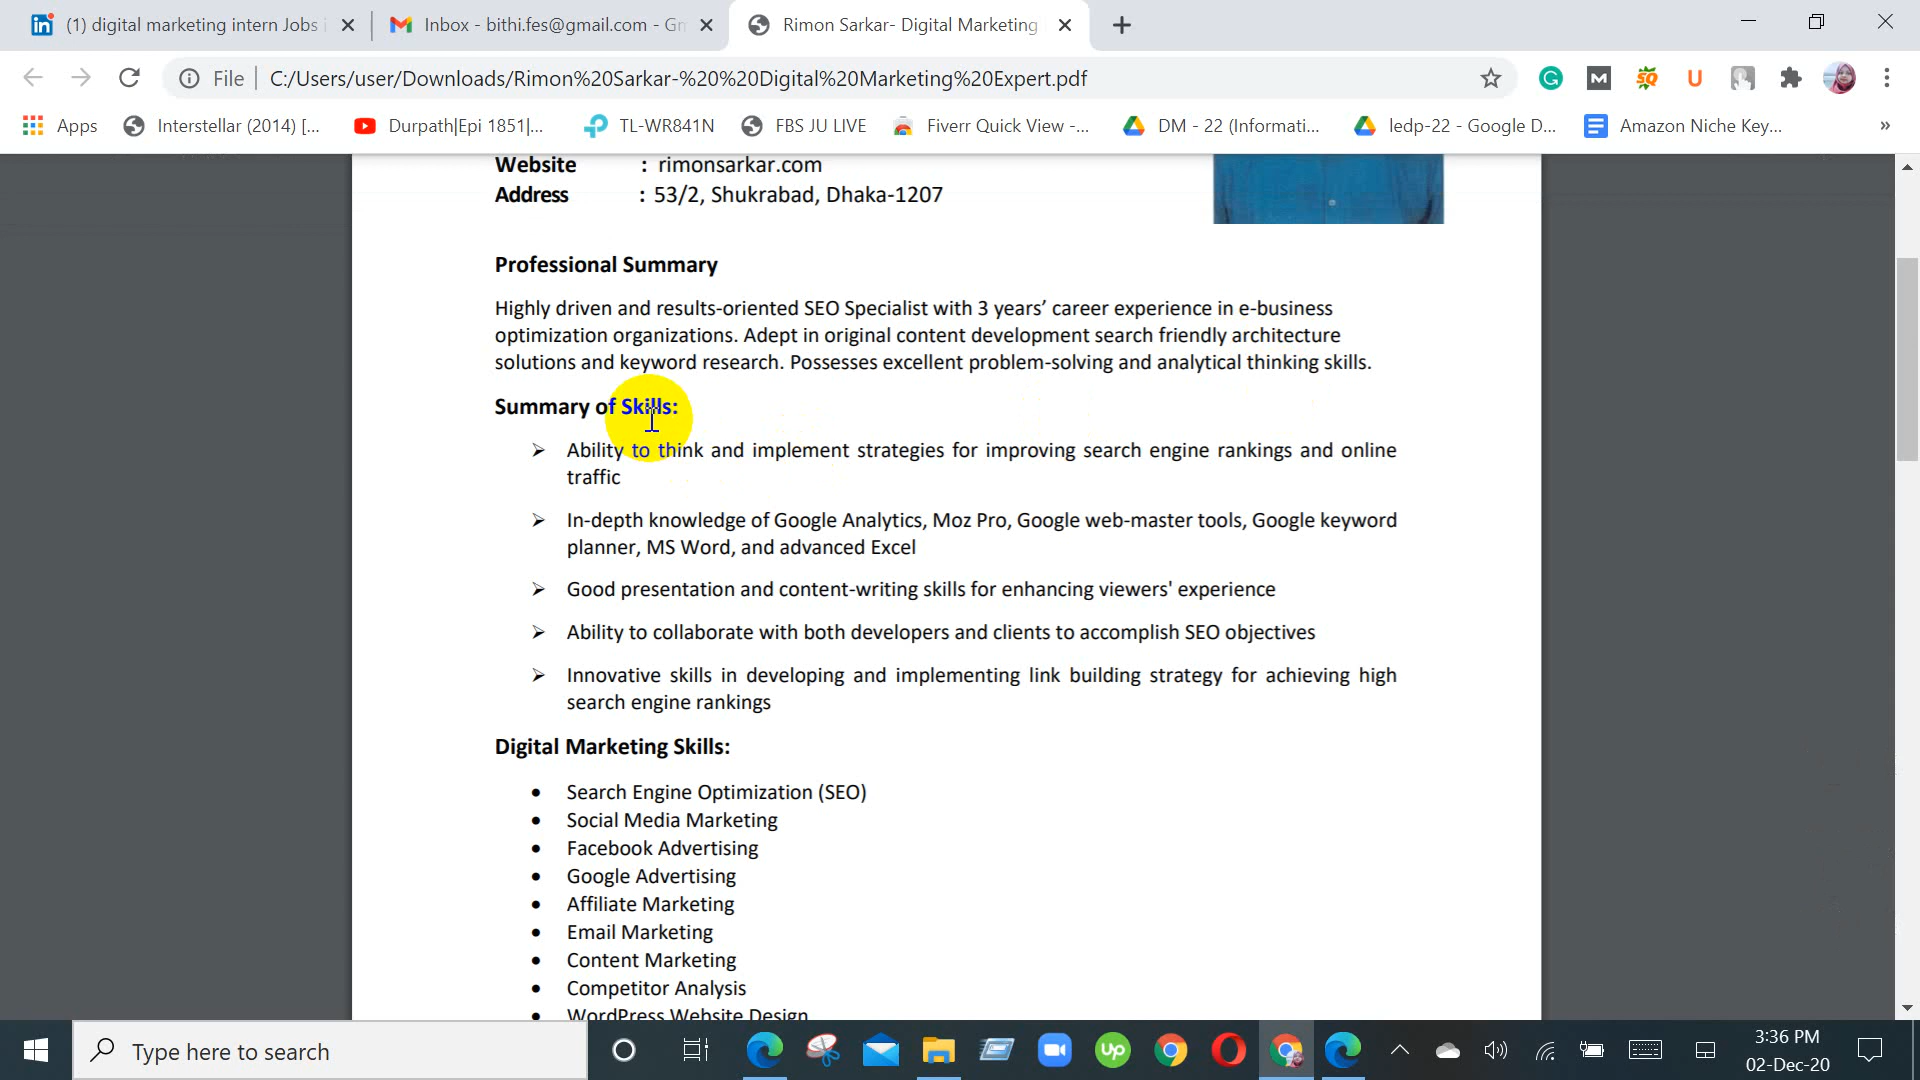 (1) digital marketing intern Jobs i
Inbox - bithi.fes@gmail.com - Gm
Rimon Sarkar- Digital Marketing
File
C:/Users/user/Downloads/Rimon%20Sarkar-%20%20Digital%20Marketing%20Expert.pdf
Apps
Interstellar (2014) [...
Durpath|Epi 1851|...
TL-WR841N
FBS JU LIVE
Fiverr Quick View -...
DM - 22 (Informati...
ledp-22 - Google D...
Amazon Niche Key...
Website : rimonsarkar.com
Address : 53/2, Shukrabad, Dhaka-1207
Professional Summary
Highly driven and results-oriented SEO Specialist with 3 years’ career experience in e-business
optimization organizations. Adept in original content development search friendly architecture
solutions and keyword research. Possesses excellent problem-solving and analytical thinking skills.
Summary of Skills:
Ability to think and implement strategies for improving search engine rankings and online
traffic
In-depth knowledge of Google Analytics, Moz Pro, Google web-master tools, Google keyword
planner, MS Word, and advanced Excel
Good presentation and content-writing skills for enhancing viewers' experience
Ability to collaborate with both developers and clients to accomplish SEO objectives
Innovative skills in developing and implementing link building strategy for achieving high
search engine rankings
Digital Marketing Skills:
Search Engine Optimization (SEO)
Social Media Marketing
Facebook Advertising
Google Advertising
Affiliate Marketing
Email Marketing
Content Marketing
Competitor Analysis
WordPress Website Design
Type here to search
3:36 PM
02-Dec-20